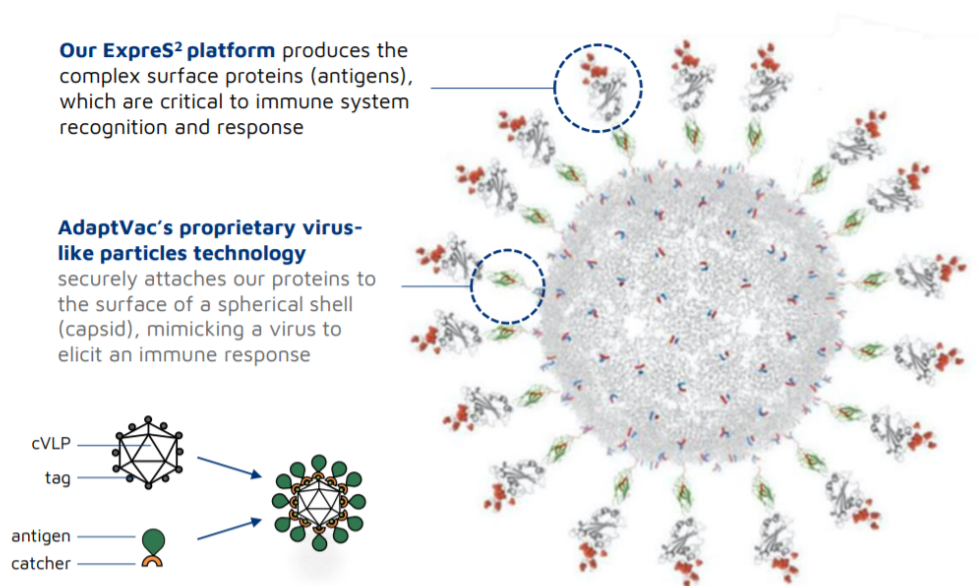 Our ExpreS² platform produces the
complex surface proteins (antigens),
which are critical to immune system
recognition and response
AdaptVac's proprietary virus-
like particles technology
securely attaches our proteins to
the surface of a spherical shell
(capsid), mimicking a virus to
elicit an immune response
cVLP
tag
antigen
catcher